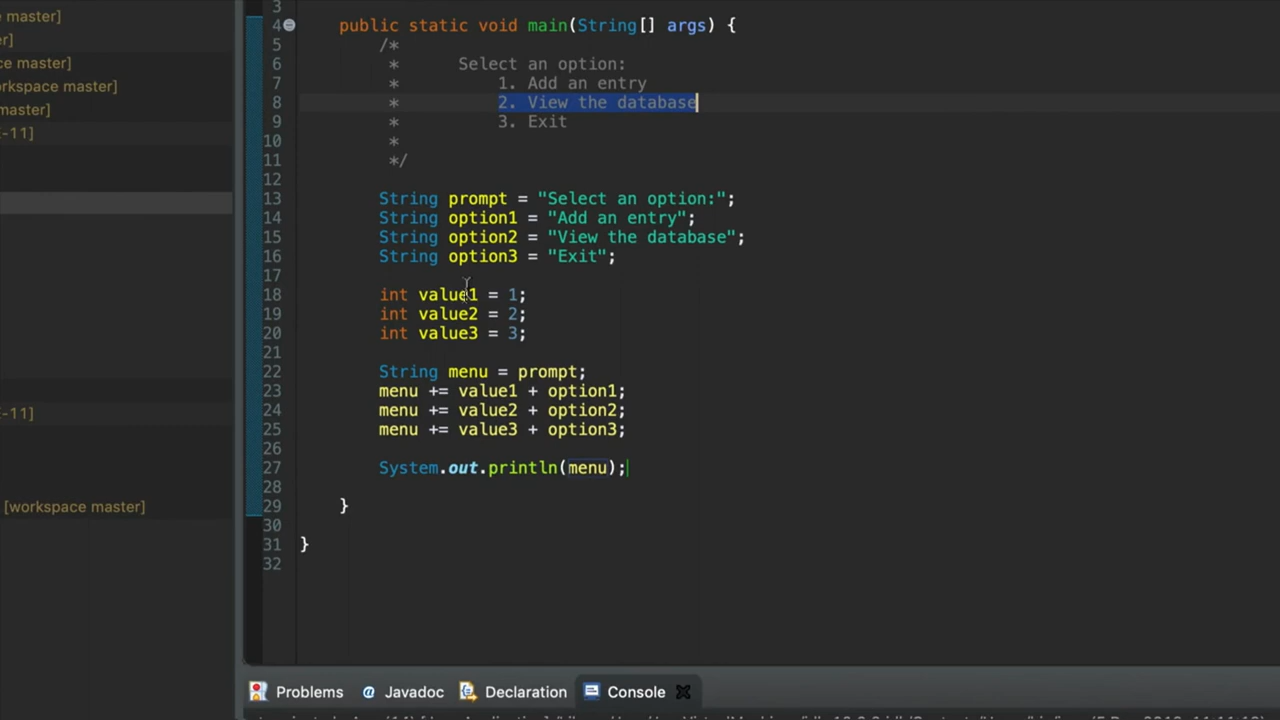 e master]
er]
ce master]
rkspace master]
master]
E-11]
E-11]
[workspace master]
3
4 public static void main(String[] args) {
5 /*
6 * Select an option:
7 * 1. Add an entry
8 * 2. View the database
9 * 3. Exit
10 *
11 */
12
13 String prompt = "Select an option:";
14 String option1 = "Add an entry";
15 String option2 = "View the database";
16 String option3 = "Exit";
17
18 int value1 = 1;
19 int value2 = 2;
20 int value3 = 3;
21
22 String menu = prompt;
23 menu += value1 + option1;
24 menu += value2 + option2;
25 menu += value3 + option3;
26
27 System.out.println(menu);
28
29 }
30
31 }
32
Problems @ Javadoc Declaration Console